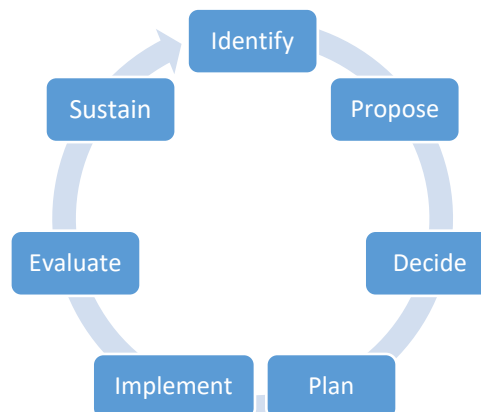 Identify
Propose
Decide
Plan
Implement
Evaluate
Sustain